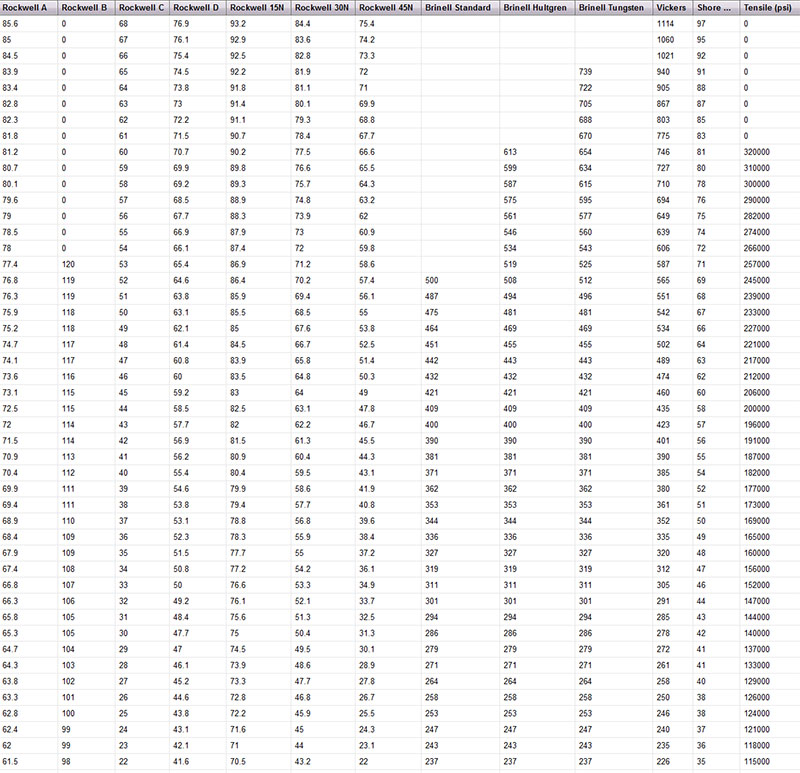 Rockwell A Rockwell B Rockwell C Rockwell D Rockwell 15N Rockwell 30N Rockwell 45N Brinell Standard Brinell Hultgren Brinell Tungsten Vickers Shore ... Tensile (psi)
85.6 0 68 76.9 93.2 84.4 75.4 1114 97 0
85 0 67 76.1 92.9 83.6 74.2 1060 95 0
84.5 0 66 75.4 92.5 82.8 73.3 1021 92 0
83.9 0 65 74.5 92.2 81.9 72 739 940 91 0
83.4 0 64 73.8 91.8 81.1 71 722 905 88 0
82.8 0 63 73 91.4 80.1 69.9 705 867 87 0
82.3 0 62 72.2 91.1 79.3 68.8 688 803 85 0
81.8 0 61 71.5 90.7 78.4 67.7 670 775 83 0
81.2 0 60 70.7 90.2 77.5 66.6 613 654 746 81 320000
80.7 0 59 69.9 89.8 76.6 65.5 599 634 727 80 310000
80.1 0 58 69.2 89.3 75.7 64.3 587 615 710 78 300000
79.6 0 57 68.5 88.9 74.8 63.2 575 595 694 76 290000
79 0 56 67.7 88.3 73.9 62 561 577 649 75 282000
78.5 0 55 66.9 87.9 73 60.9 546 560 639 74 274000
78 0 54 66.1 87.4 72 59.8 534 543 606 72 266000
77.4 120 53 65.4 86.9 71.2 58.6 519 525 587 71 257000
76.8 119 52 64.6 86.4 70.2 57.4 500 508 512 565 69 245000
76.3 119 51 63.8 85.9 69.4 56.1 487 494 496 551 68 239000
75.9 118 50 63.1 85.5 68.5 55 475 481 481 542 67 233000
75.2 118 49 62.1 85 67.6 53.8 464 469 469 534 66 227000
74.7 117 48 61.4 84.5 66.7 52.5 451 455 455 502 64 221000
74.1 117 47 60.8 83.9 65.8 51.4 442 443 443 489 63 217000
73.6 116 46 60 83.5 64.8 50.3 432 432 432 474 62 212000
73.1 115 45 59.2 83 64 49 421 421 421 460 60 206000
72.5 115 44 58.5 82.5 63.1 47.8 409 409 409 435 58 200000
72 114 43 57.7 82 62.2 46.7 400 400 400 423 57 196000
71.5 114 42 56.9 81.5 61.3 45.5 390 390 390 401 56 191000
70.9 113 41 56.2 80.9 60.4 44.3 381 381 381 390 55 187000
70.4 112 40 55.4 80.4 59.5 43.1 371 371 371 385 54 182000
69.9 111 39 54.6 79.9 58.6 41.9 362 362 362 380 52 177000
69.4 111 38 53.8 79.4 57.7 40.8 353 353 353 361 51 173000
68.9 110 37 53.1 78.8 56.8 39.6 344 344 344 352 50 169000
68.4 109 36 52.3 78.3 55.9 38.4 336 336 336 335 49 165000
67.9 109 35 51.5 77.7 55 37.2 327 327 327 320 48 160000
67.4 108 34 50.8 77.2 54.2 36.1 319 319 319 312 47 156000
66.8 107 33 50 76.6 53.3 34.9 311 311 311 305 46 152000
66.3 106 32 49.2 76.1 52.1 33.7 301 301 301 291 44 147000
65.8 105 31 48.4 75.6 51.3 32.5 294 294 294 285 43 144000
65.3 105 30 47.7 75 50.4 31.3 286 286 286 278 42 140000
64.7 104 29 47 74.5 49.5 30.1 279 279 279 272 41 137000
64.3 103 28 46.1 73.9 48.6 28.9 271 271 271 261 41 133000
63.8 102 27 45.2 73.3 47.7 27.8 264 264 264 258 40 129000
63.3 101 26 44.6 72.8 46.8 26.7 258 258 258 250 38 126000
62.8 100 25 43.8 72.2 45.9 25.5 253 253 253 246 38 124000
62.4 99 24 43.1 71.6 45 24.3 247 247 247 240 37 121000
62 99 23 42.1 71 44 23.1 243 243 243 235 36 118000
61.5 98 22 41.6 70.5 43.2 22 237 237 237 226 35 115000